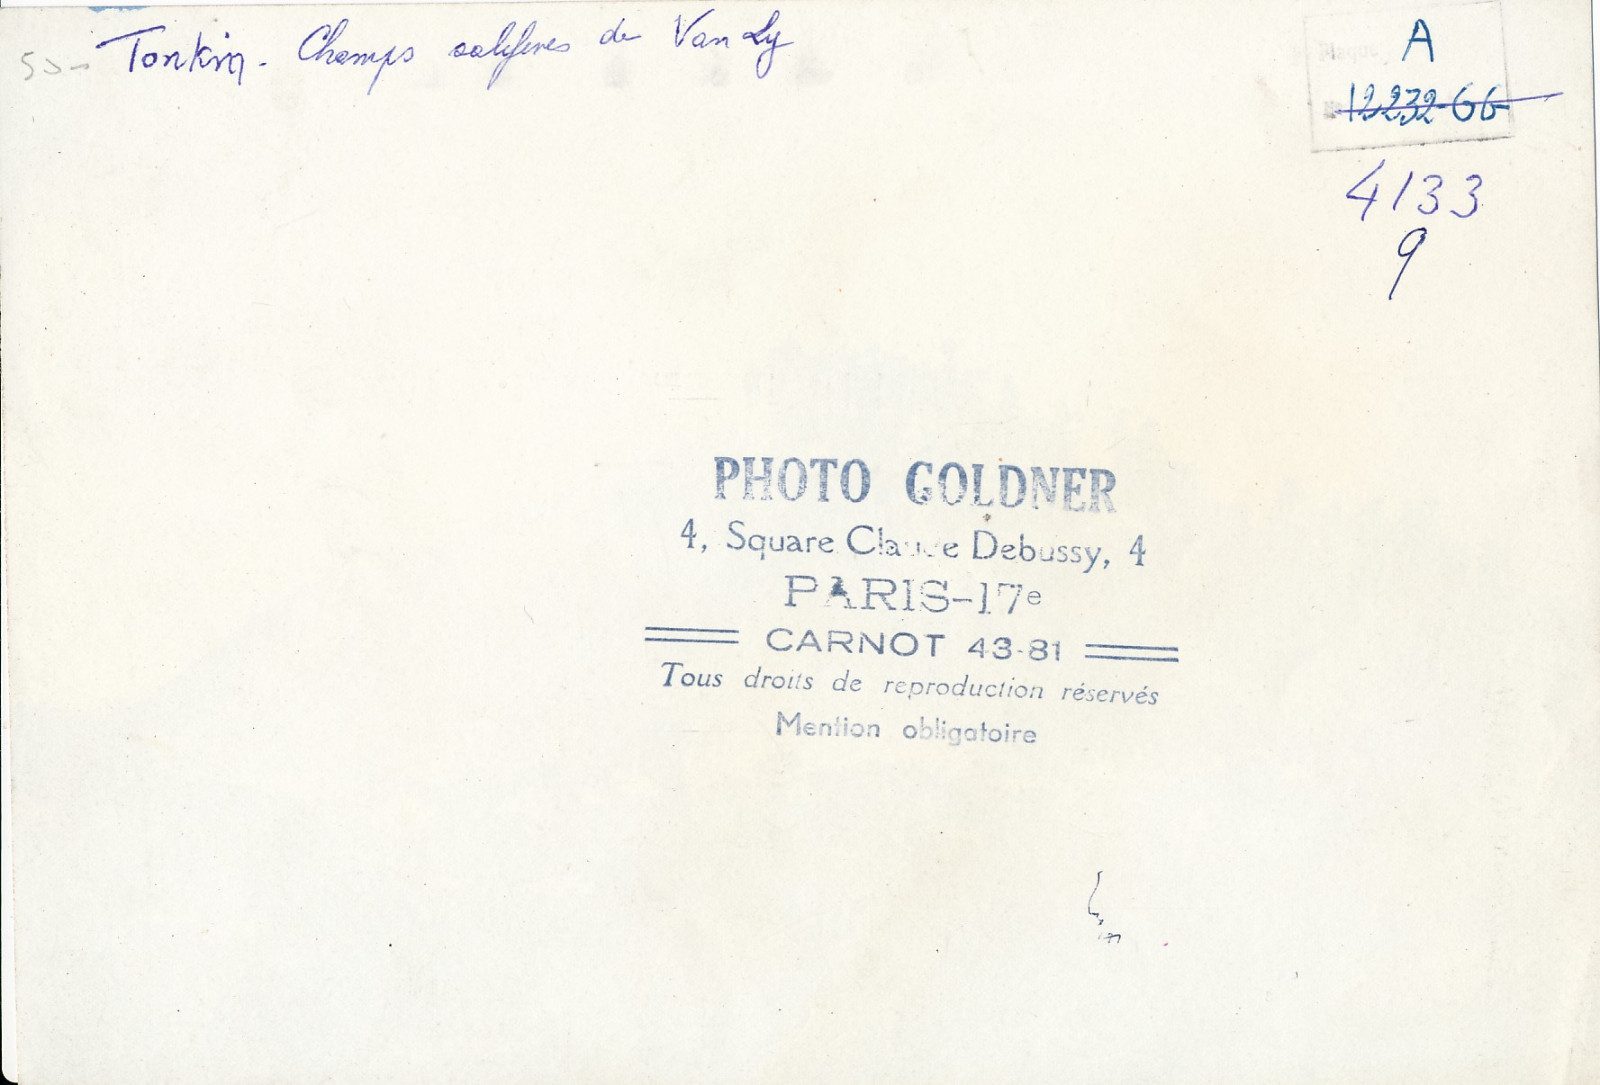 Tonkin. Champs salifères de Van Ly
Plaque A
12232-66
4133
9
PHOTO GOLDNER
4, Square Claude Debussy, 4
PARIS-17e
CARNOT 43-81
Tous droits de reproduction réservés
Mention obligatoire